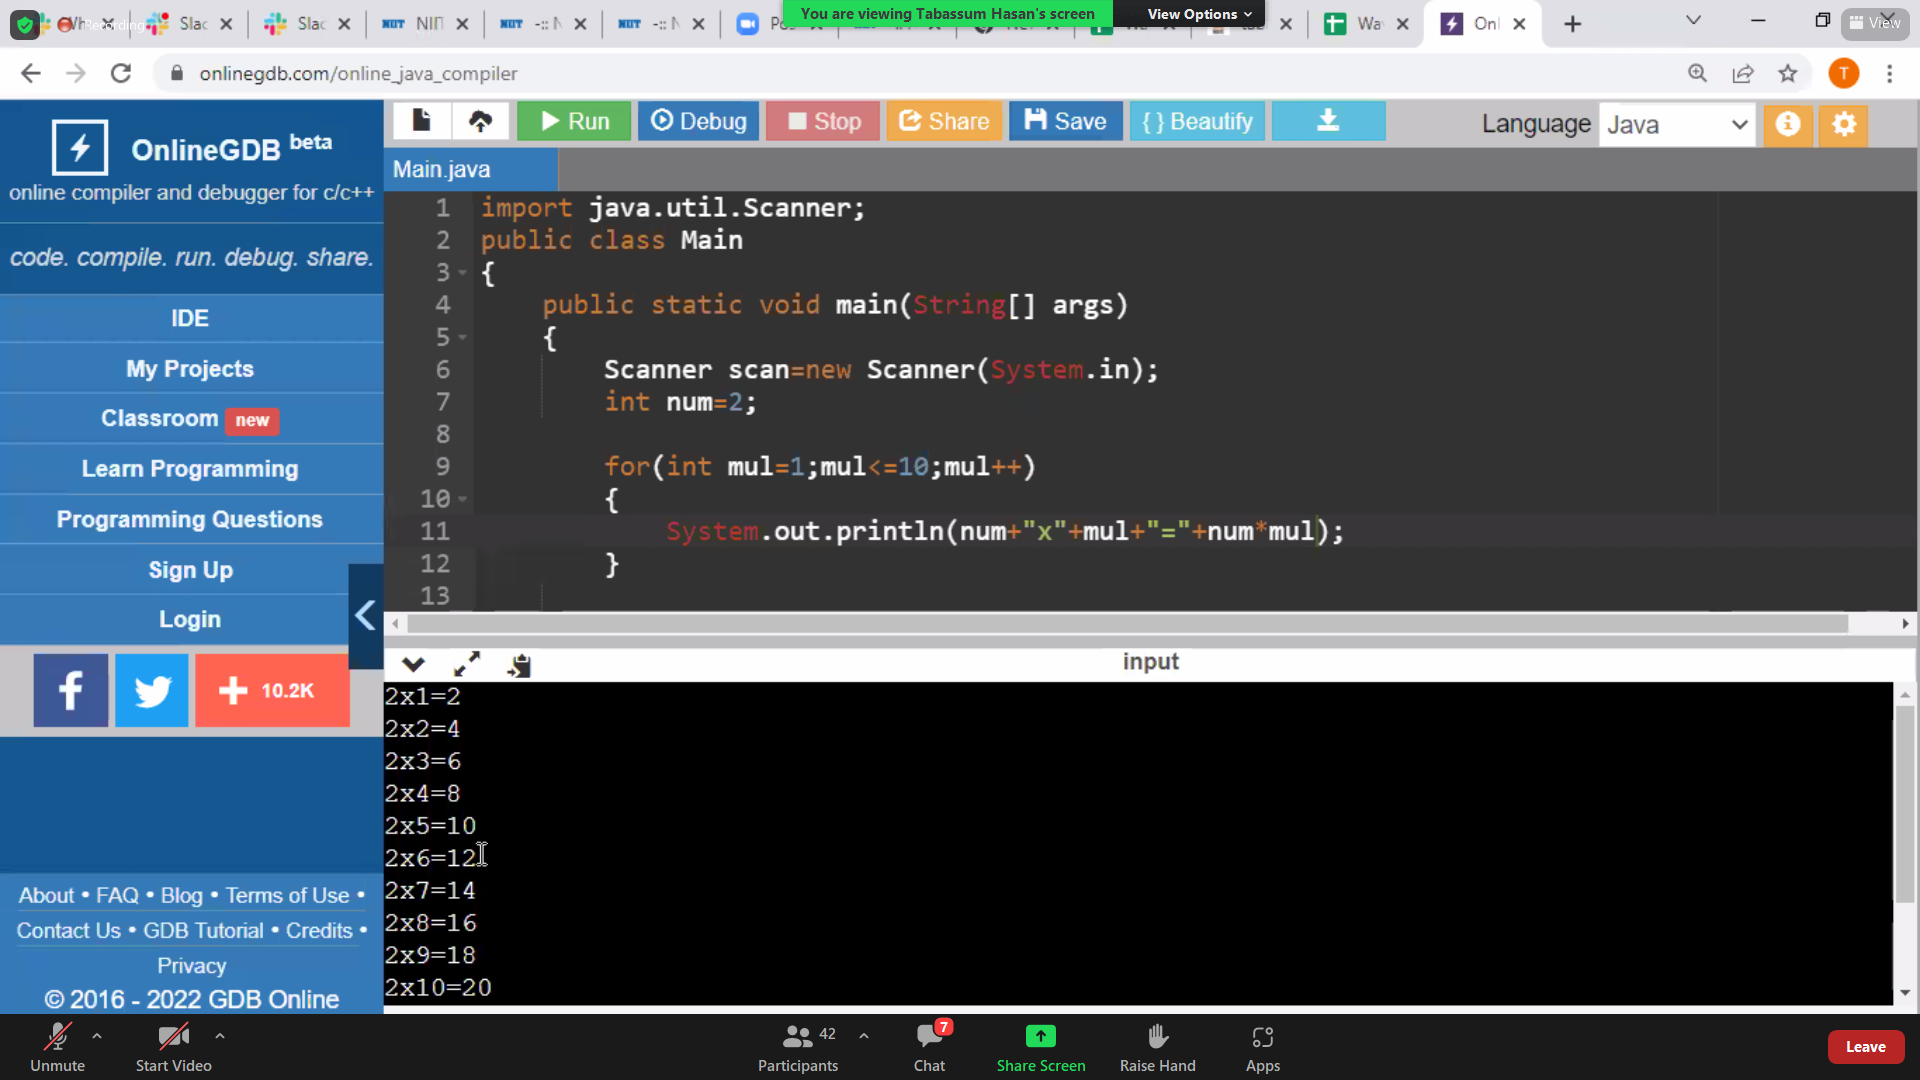 Wh
Slac
Slac
NIIT
-:: N
-:: N
You are viewing Tabassum Hasan's screen
View Options
Wa
Onl
View
Recording
onlinegdb.com/online_java_compiler
T
OnlineGDB beta
online compiler and debugger for c/c++
code. compile. run. debug. share.
IDE
My Projects
Classroom new
Learn Programming
Programming Questions
Sign Up
Login
10.2K
About • FAQ • Blog • Terms of Use •
Contact Us • GDB Tutorial • Credits •
Privacy
© 2016 - 2022 GDB Online
Run
Debug
Stop
Share
Save
{ } Beautify
Language
Java
Main.java
1 import java.util.Scanner;
2 public class Main
3 {
4 public static void main(String[] args)
5 {
6 Scanner scan=new Scanner(System.in);
7 int num=2;
8
9 for(int mul=1;mul<=10;mul++)
10 {
11 System.out.println(num+"x"+mul+"="+num*mul);
12 }
13
input
2x1=2
2x2=4
2x3=6
2x4=8
2x5=10
2x6=12
2x7=14
2x8=16
2x9=18
2x10=20
Unmute
Start Video
42
Participants
7
Chat
Share Screen
Raise Hand
Apps
Leave